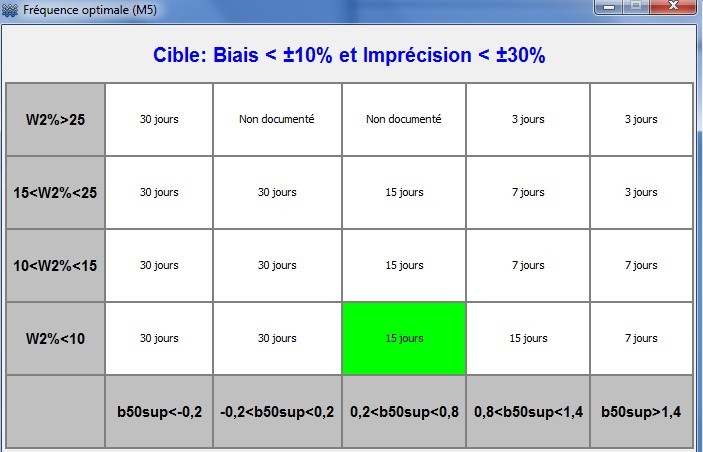 Fréquence optimale (M5)
Cible: Biais < ±10% et Imprécision < ±30%
W2%>25 30 jours Non documenté Non documenté 3 jours 3 jours
15<W2%<25 30 jours 30 jours 15 jours 7 jours 3 jours
10<W2%<15 30 jours 30 jours 15 jours 7 jours 7 jours
W2%<10 30 jours 30 jours 15 jours 15 jours 7 jours
b50sup<-0,2 -0,2<b50sup<0,2 0,2<b50sup<0,8 0,8<b50sup<1,4 b50sup>1,4